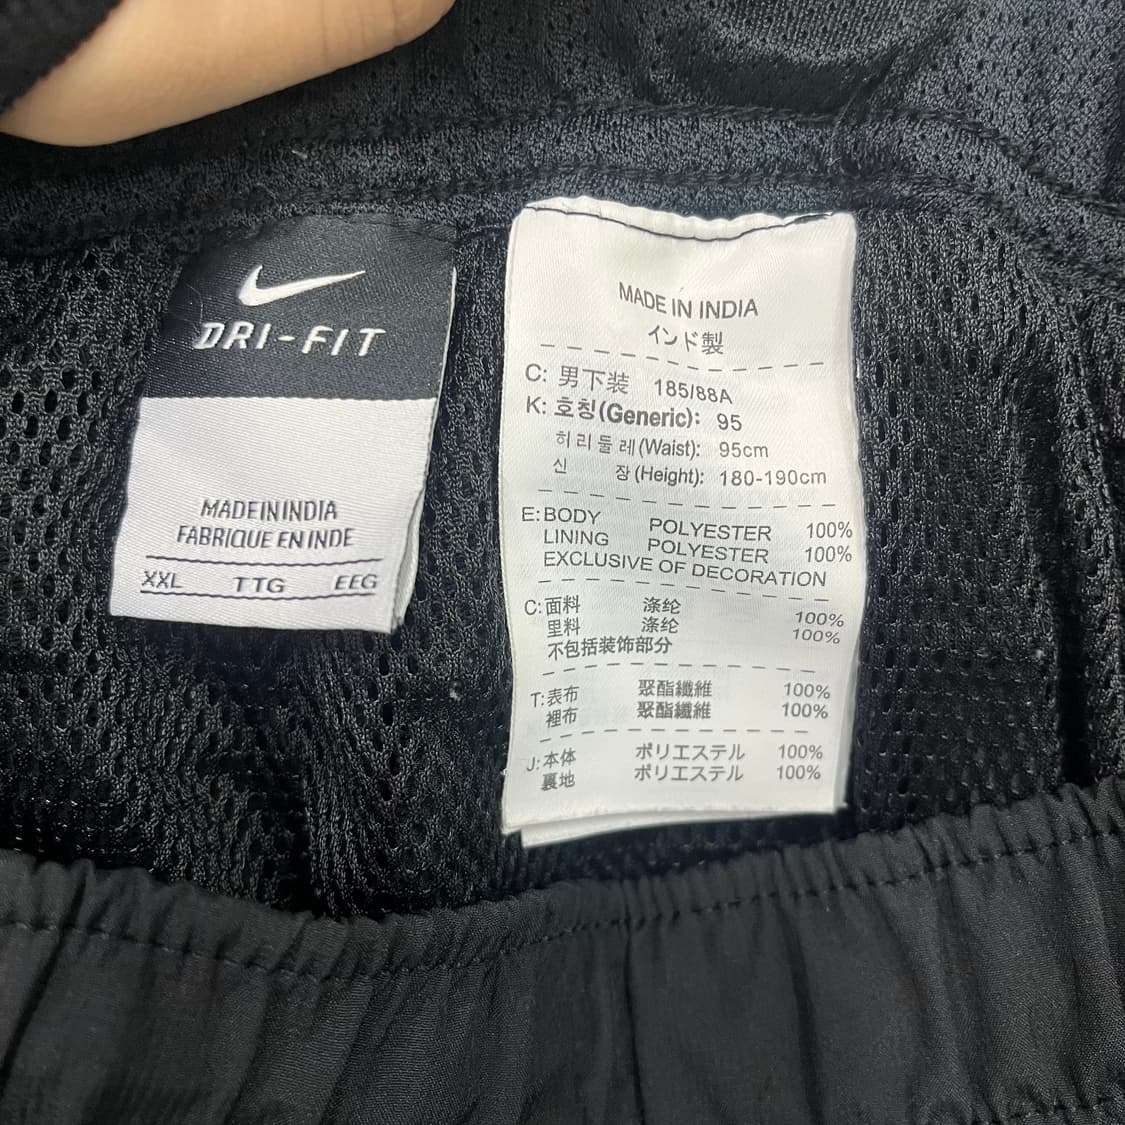 DRI-FIT
MADE IN INDIA
FABRIQUE EN INDE
XXL TTG EEG
MADE IN INDIA
インド製
C: 男下装 185/88A
K: 호칭(Generic): 95
허리둘레(Waist): 95cm
신 장(Height): 180-190cm
E: BODY POLYESTER 100%
LINING POLYESTER 100%
EXCLUSIVE OF DECORATION
C: 面料 涤纶 100%
里料 涤纶 100%
不包括装饰部分
T: 表布 聚酯纖維 100%
裡布 聚酯纖維 100%
J: 本体 ポリエステル 100%
裏地 ポリエステル 100%